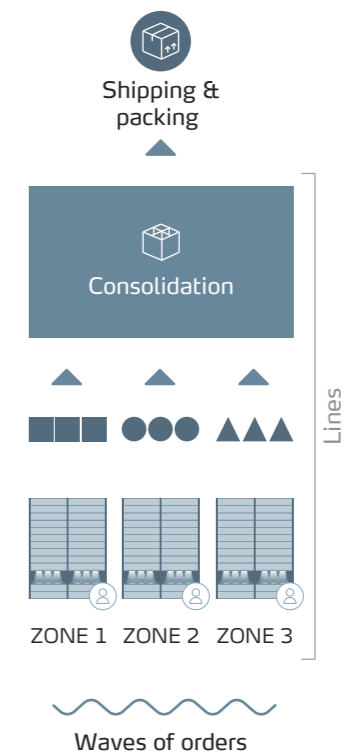 Shipping &
packing
Consolidation
Lines
ZONE 1 ZONE 2 ZONE 3
Waves of orders